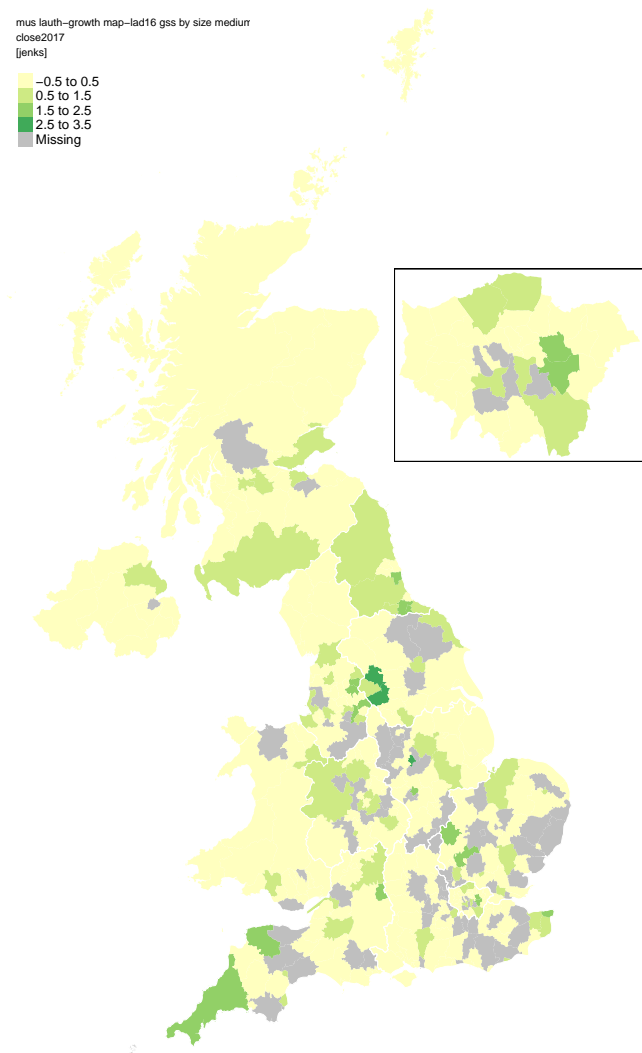 mus lauth−growth map−lad16 gss by size medium
close2017
[jenks]
−0.5 to 0.5
0.5 to 1.5
1.5 to 2.5
2.5 to 3.5
Missing